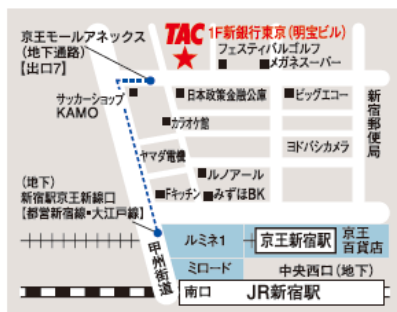 京王モールアネックス
(地下通路)
【出口7】
TAC 1F新銀行東京(明宝ビル)
フェスティバルゴルフ
メガネスーパー
サッカーショップ
KAMO
日本政策金融公庫
ビッグエコー
カラオケ館
新宿郵便局
ヤマダ電機
ヨドバシカメラ
ルノアール
Fキッチン
みずほBK
(地下)
新宿駅京王新線口
【都営新宿線・大江戸線】
甲州街道
ルミネ1
京王新宿駅
京王
百貨店
ミロード
中央西口(地下)
南口
JR新宿駅